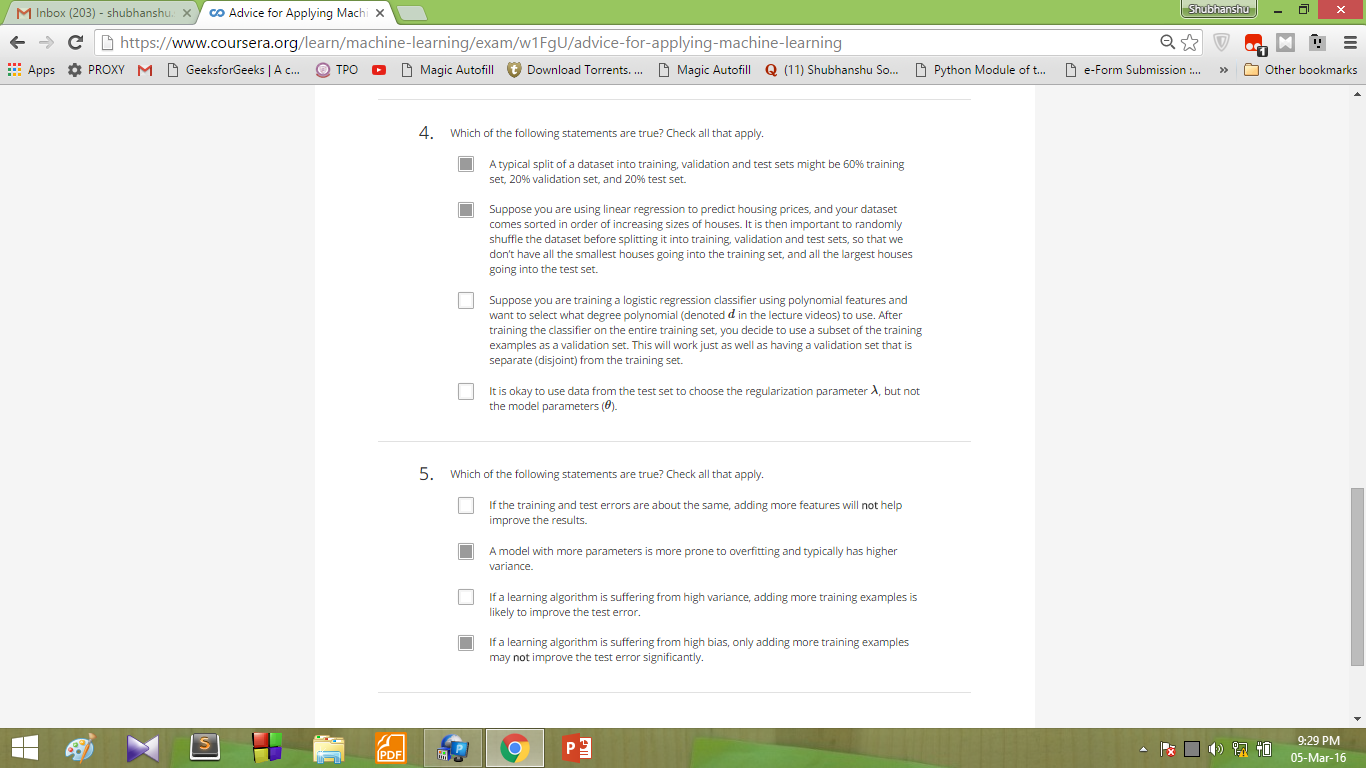 Inbox (203) - shubhanshu.
Advice for Applying Machi
Shubhanshu
https://www.coursera.org/learn/machine-learning/exam/w1FgU/advice-for-applying-machine-learning
1
Apps
PROXY
GeeksforGeeks | A c...
TPO
Magic Autofill
Download Torrents. ...
Magic Autofill
(11) Shubhanshu So...
Python Module of t...
e-Form Submission :...
»
Other bookmarks
4. Which of the following statements are true? Check all that apply.
A typical split of a dataset into training, validation and test sets might be 60% training
set, 20% validation set, and 20% test set.
Suppose you are using linear regression to predict housing prices, and your dataset
comes sorted in order of increasing sizes of houses. It is then important to randomly
shuffle the dataset before splitting it into training, validation and test sets, so that we
don't have all the smallest houses going into the training set, and all the largest houses
going into the test set.
Suppose you are training a logistic regression classifier using polynomial features and
want to select what degree polynomial (denoted d in the lecture videos) to use. After
training the classifier on the entire training set, you decide to use a subset of the training
examples as a validation set. This will work just as well as having a validation set that is
separate (disjoint) from the training set.
It is okay to use data from the test set to choose the regularization parameter λ, but not
the model parameters (θ).
5. Which of the following statements are true? Check all that apply.
If the training and test errors are about the same, adding more features will not help
improve the results.
A model with more parameters is more prone to overfitting and typically has higher
variance.
If a learning algorithm is suffering from high variance, adding more training examples is
likely to improve the test error.
If a learning algorithm is suffering from high bias, only adding more training examples
may not improve the test error significantly.
S
PDF
P
P
9:29 PM
05-Mar-16